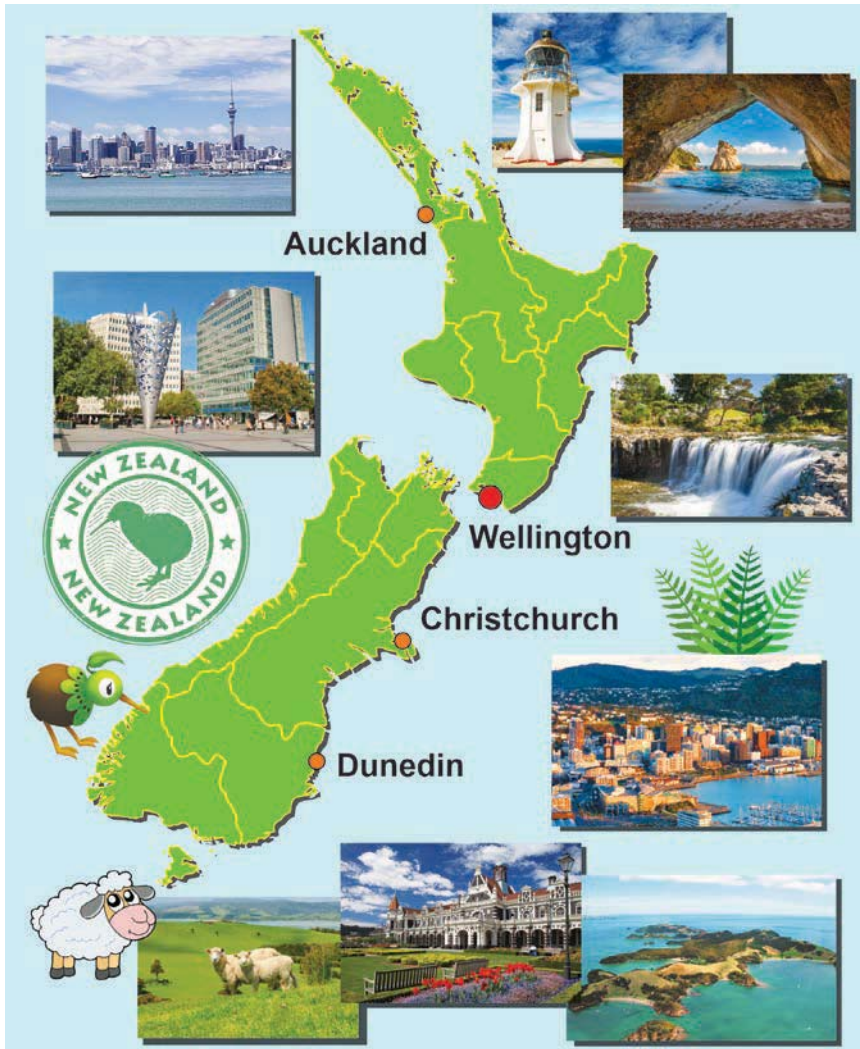 Auckland
NEW ZEALAND
NEW ZEALAND
Wellington
Christchurch
Dunedin